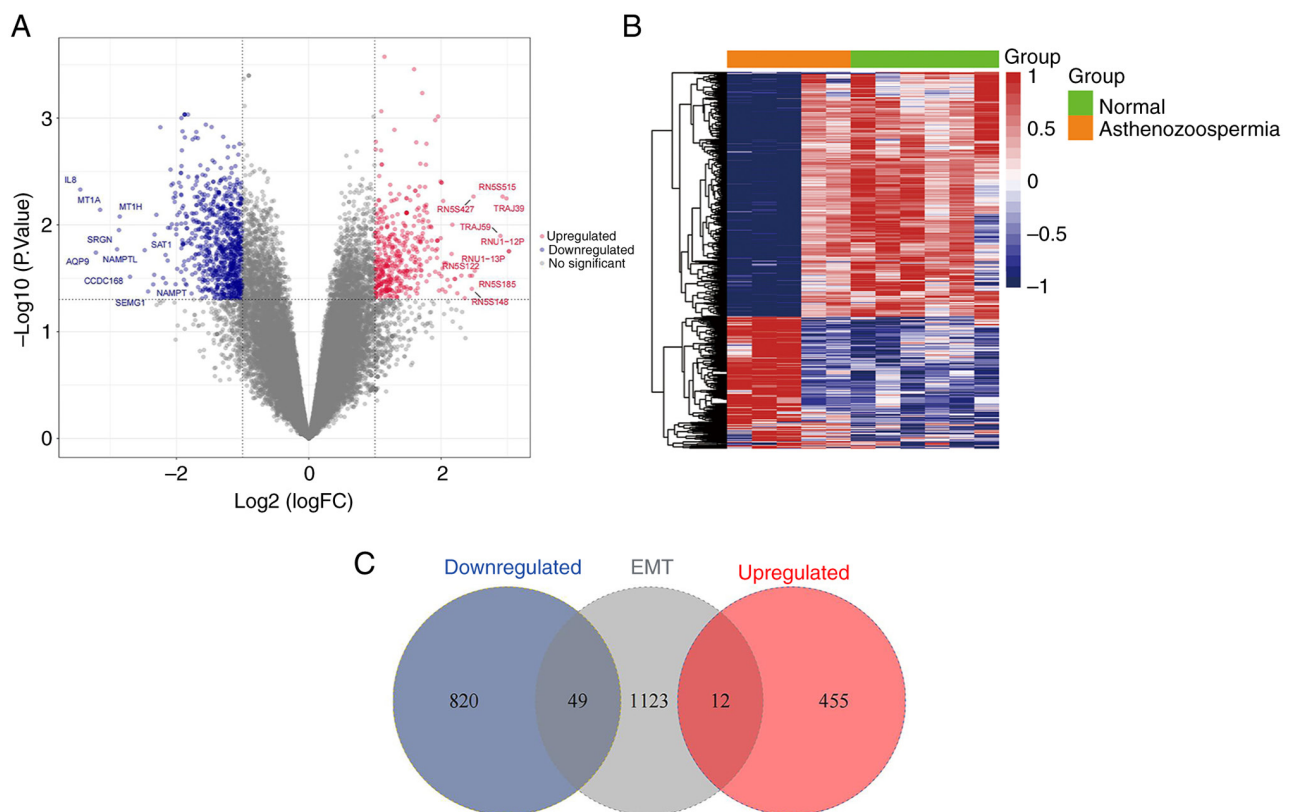 A
−Log10 (P.Value)
3
2
1
0
−2
0
2
Log2 (logFC)
IL8
MT1A
MT1H
SRGN
SAT1
AQP9
NAMPTL
CCDC168
NAMPT
SEMG1
RN5S515
RN5S427
TRAJ39
TRAJ59
RNU1−12P
RNU1−13P
RN5S122
RN5S185
RN5S148
Upregulated
Downregulated
No significant
B
Group
1
0.5
0
−0.5
−1
Group
Normal
Asthenozoospermia
C
Downregulated
EMT
Upregulated
820
49
1123
12
455